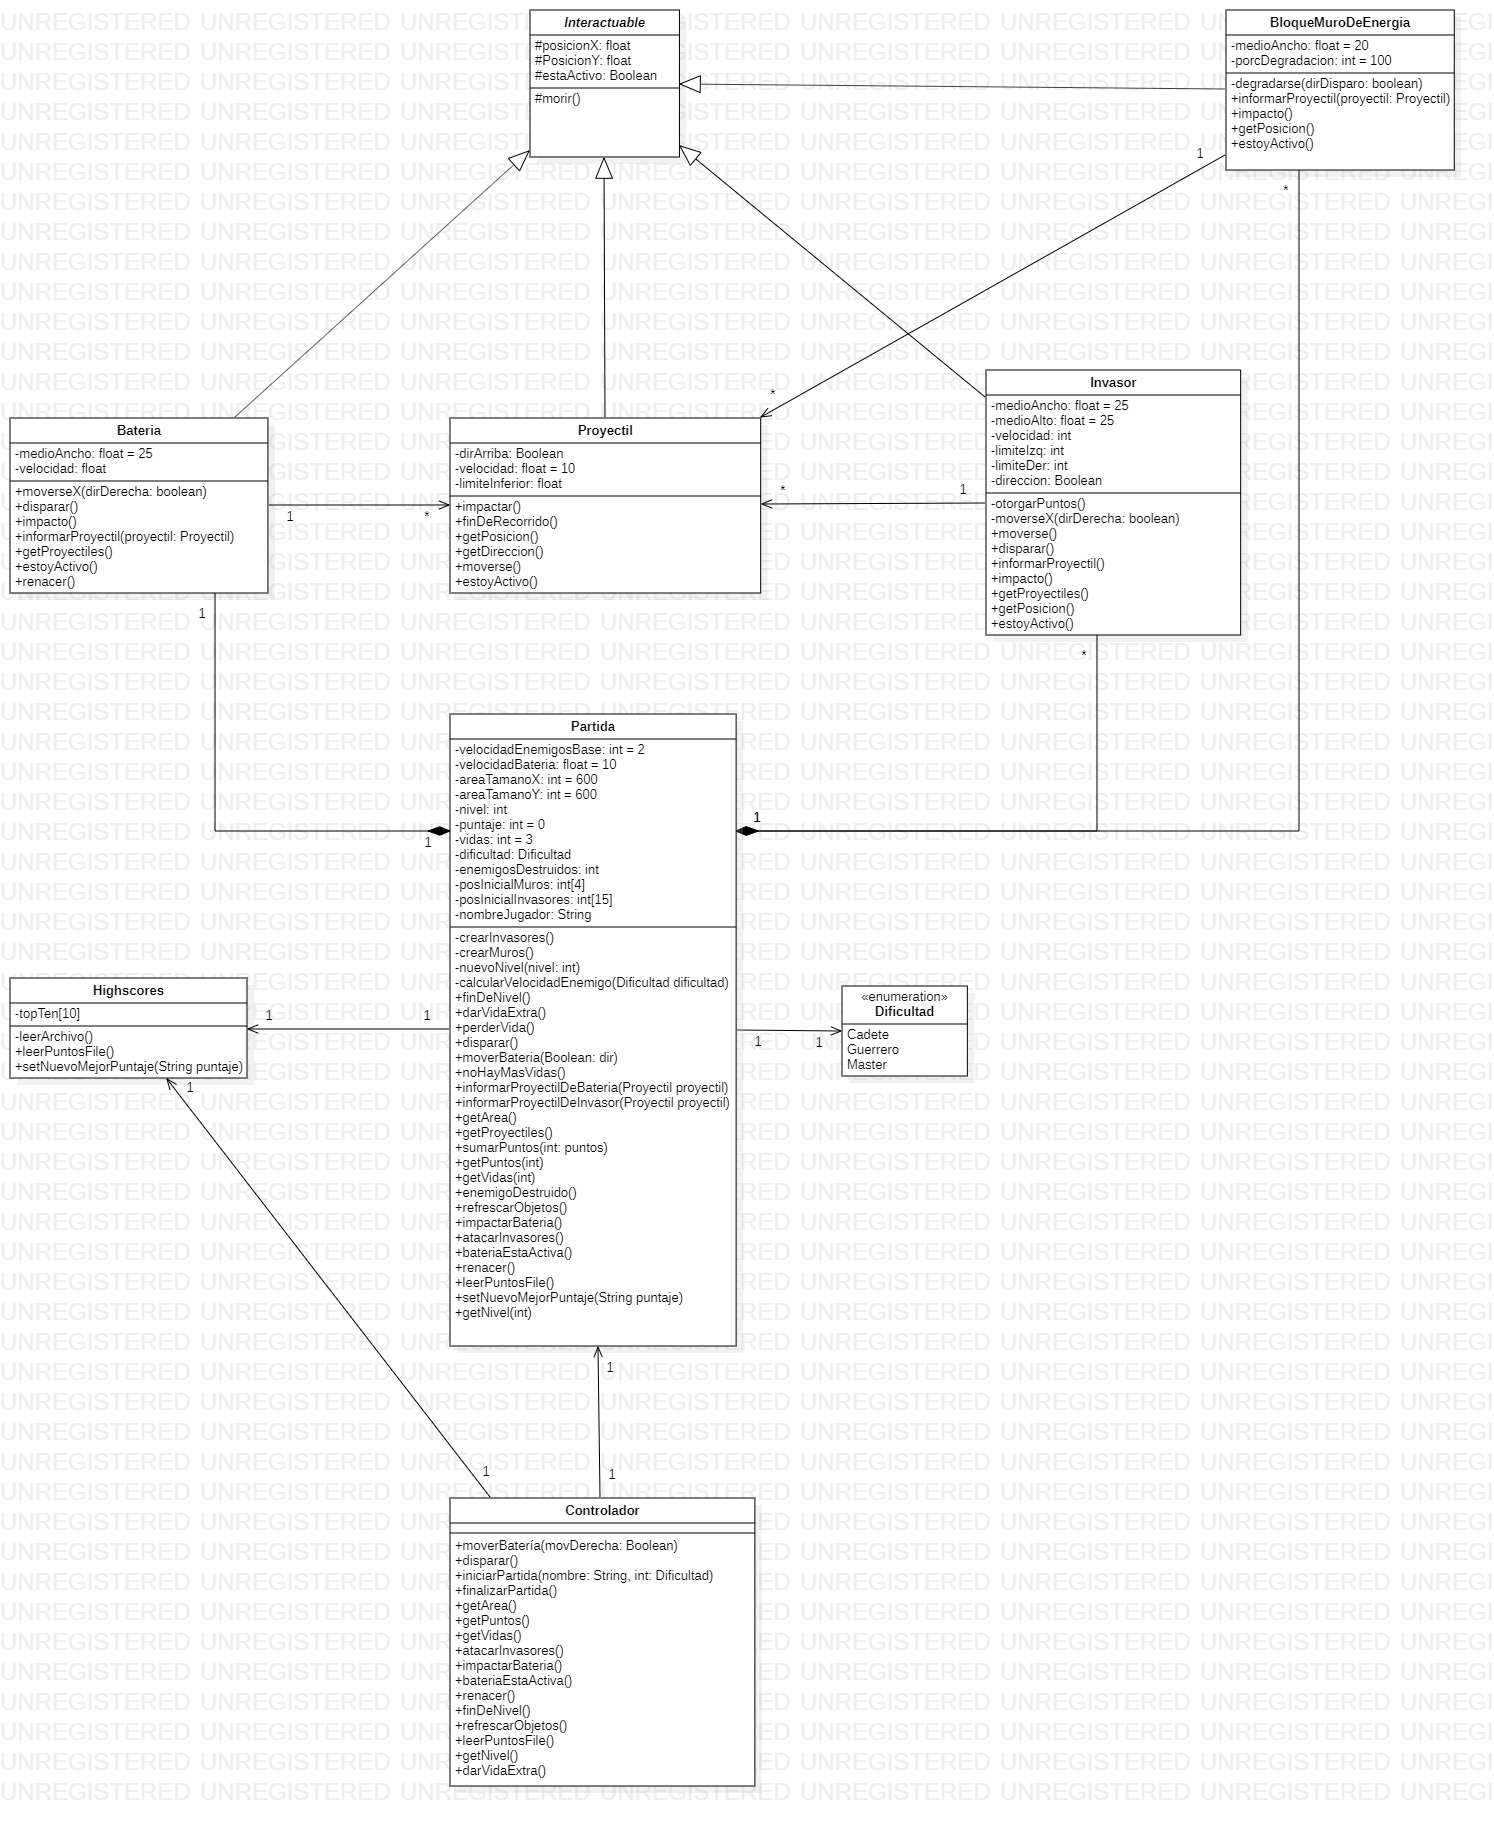 Interactuable
#posicionX: float
#PosicionY: float
#estaActivo: Boolean
#morir()
BloqueMuroDeEnergia
-medioAncho: float = 20
-porcDegradacion: int = 100
-degradarse(dirDisparo: boolean)
+informarProyectil(proyectil: Proyectil)
+impacto()
+getPosicion()
+estoyActivo()
1
*
*
Bateria
-medioAncho: float = 25
-velocidad: float
+moverseX(dirDerecha: boolean)
+disparar()
+impacto()
+informarProyectil(proyectil: Proyectil)
+getProyectiles()
+estoyActivo()
+renacer()
1
*
1
Proyectil
-dirArriba: Boolean
-velocidad: float = 10
-limiteInferior: float
+impactar()
+finDeRecorrido()
+getPosicion()
+getDireccion()
+moverse()
+estoyActivo()
*
1
Invasor
-medioAncho: float = 25
-medioAlto: float = 25
-velocidad: int
-limiteIzq: int
-limiteDer: int
-direccion: Boolean
-otorgarPuntos()
-moverseX(dirDerecha: boolean)
+moverse()
+disparar()
+informarProyectil()
+impacto()
+getProyectiles()
+getPosicion()
+estoyActivo()
*
Partida
-velocidadEnemigosBase: int = 2
-velocidadBateria: float = 10
-areaTamanoX: int = 600
-areaTamanoY: int = 600
-nivel: int
-puntaje: int = 0
-vidas: int = 3
-dificultad: Dificultad
-enemigosDestruidos: int
-posInicialMuros: int[4]
-posInicialInvasores: int[15]
-nombreJugador: String
-crearInvasores()
-crearMuros()
-nuevoNivel(nivel: int)
-calcularVelocidadEnemigo(Dificultad dificultad)
+finDeNivel()
+darVidaExtra()
+perderVida()
+disparar()
+moverBateria(Boolean: dir)
+noHayMasVidas()
+informarProyectilDeBateria(Proyectil proyectil)
+informarProyectilDeInvasor(Proyectil proyectil)
+getArea()
+getProyectiles()
+sumarPuntos(int: puntos)
+getPuntos(int)
+getVidas(int)
+enemigoDestruido()
+refrescarObjetos()
+impactarBateria()
+atacarInvasores()
+bateriaEstaActiva()
+renacer()
+leerPuntosFile()
+setNuevoMejorPuntaje(String puntaje)
+getNivel(int)
1
1
Highscores
-topTen[10]
-leerArchivo()
+leerPuntosFile()
+setNuevoMejorPuntaje(String puntaje)
1
1
1
«enumeration»
Dificultad
Cadete
Guerrero
Master
1
1
1
1
1
Controlador
+moverBatería(movDerecha: Boolean)
+disparar()
+iniciarPartida(nombre: String, int: Dificultad)
+finalizarPartida()
+getArea()
+getPuntos()
+getVidas()
+atacarInvasores()
+impactarBateria()
+bateriaEstaActiva()
+renacer()
+finDeNivel()
+refrescarObjetos()
+leerPuntosFile()
+getNivel()
+darVidaExtra()
UNREGISTERED